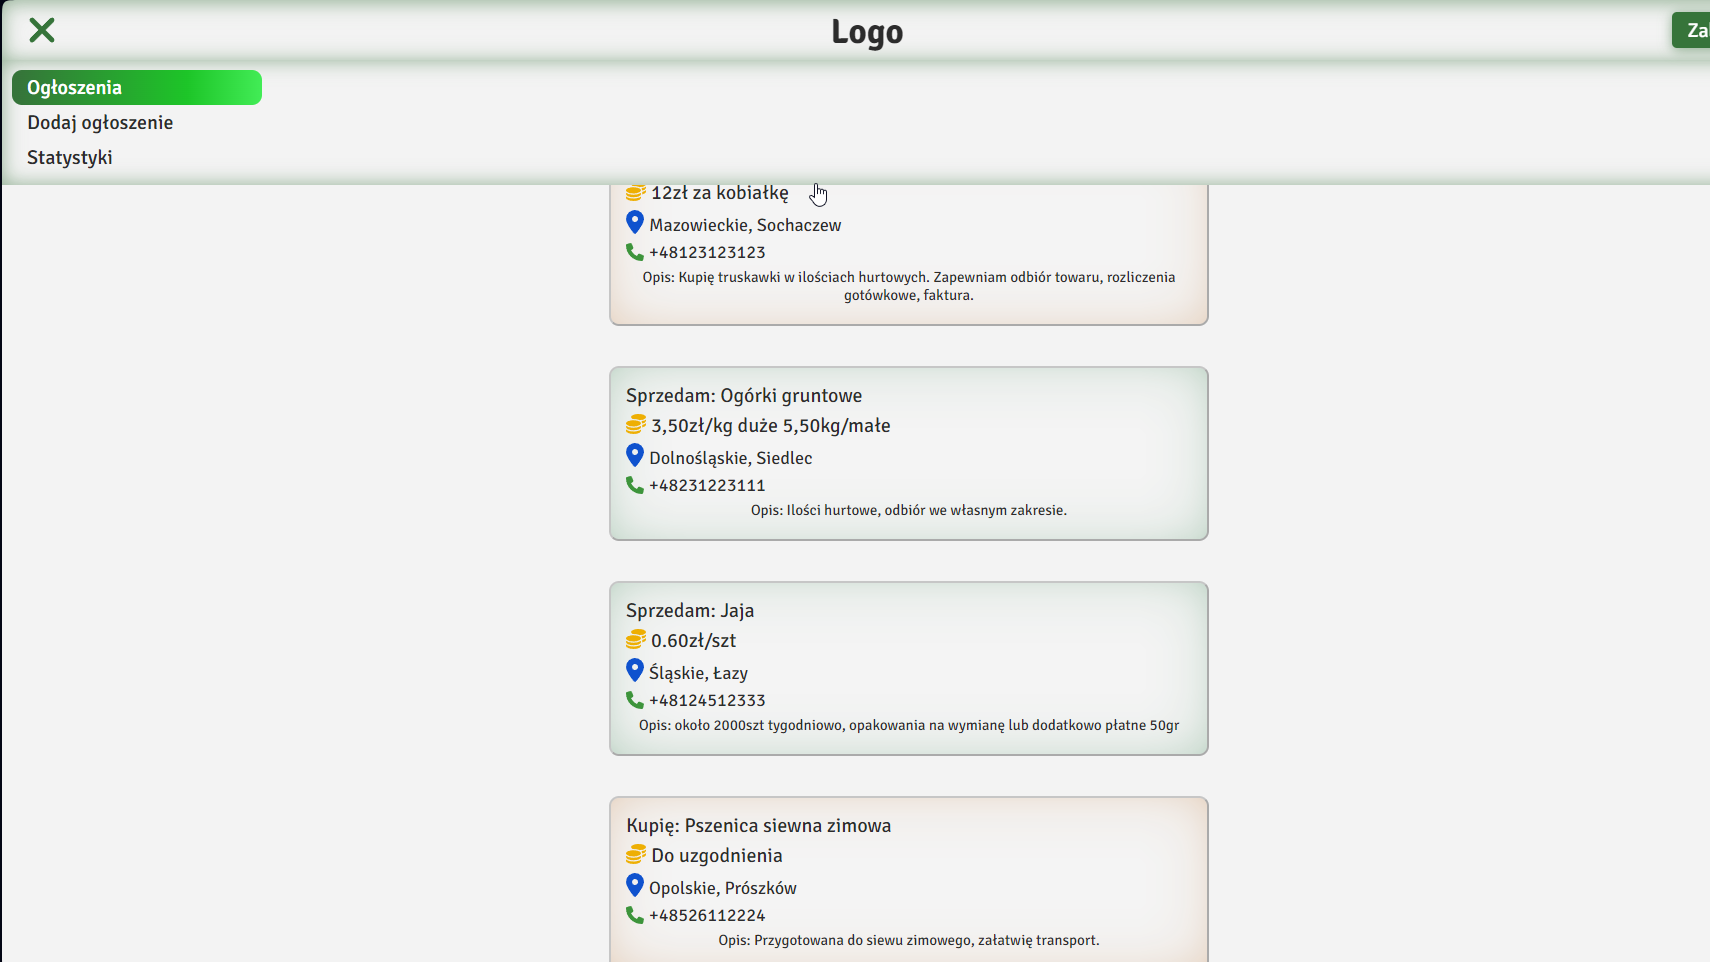 Logo
Ogłoszenia
Dodaj ogłoszenie
Statystyki
12zł za kobiałkę
Mazowieckie, Sochaczew
+48123123123
Opis: Kupię truskawki w ilościach hurtowych. Zapewniam odbiór towaru, rozliczenia
gotówkowe, faktura.
Sprzedam: Ogórki gruntowe
3,50zł/kg duże 5,50kg/małe
Dolnośląskie, Siedlec
+48231223111
Opis: Ilości hurtowe, odbiór we własnym zakresie.
Sprzedam: Jaja
0.60zł/szt
Śląskie, Łazy
+48124512333
Opis: około 2000szt tygodniowo, opakowania na wymianę lub dodatkowo płatne 50gr
Kupię: Pszenica siewna zimowa
Do uzgodnienia
Opolskie, Prószków
+48526112224
Opis: Przygotowana do siewu zimowego, załatwię transport.